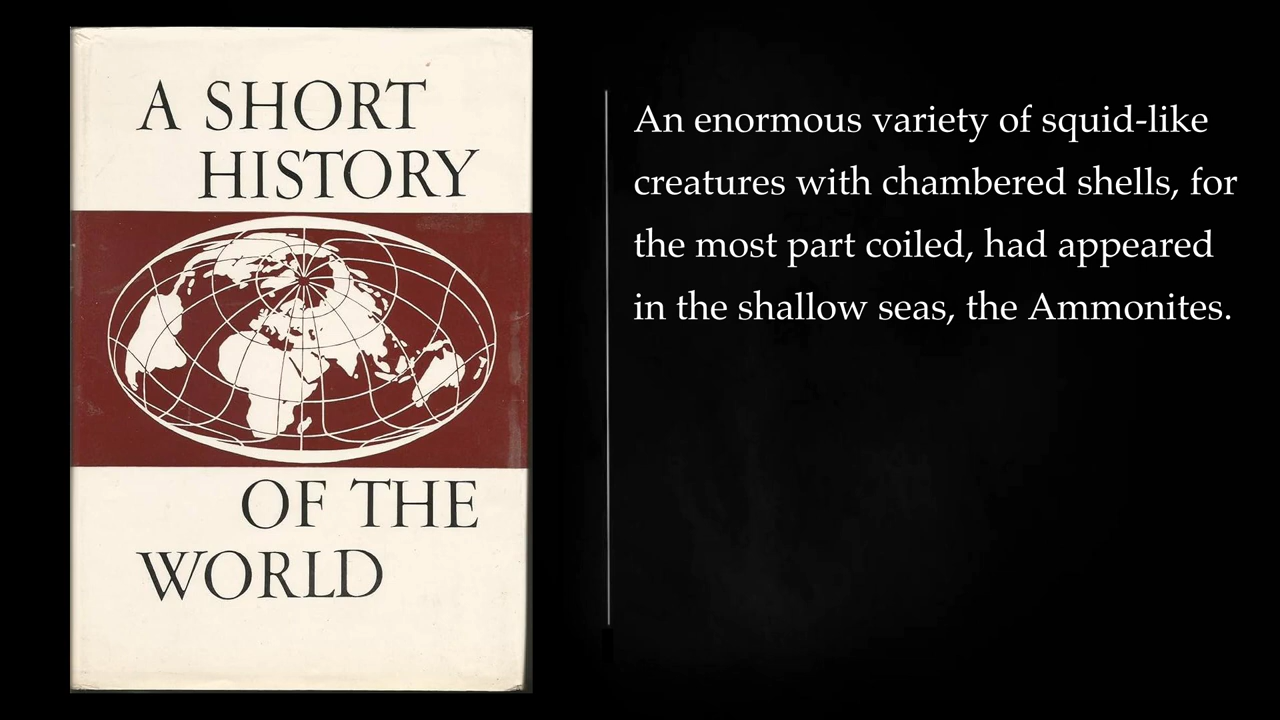 A SHORT
HISTORY
OF THE
WORLD
An enormous variety of squid-like
creatures with chambered shells, for
the most part coiled, had appeared
in the shallow seas, the Ammonites.